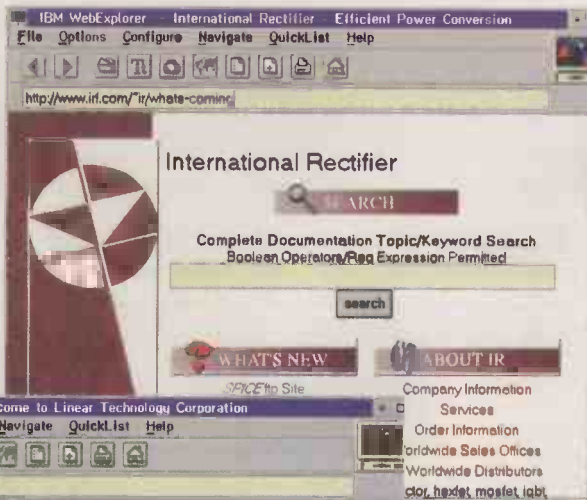 IBM WebExplorer - International Rectifier - Efficient Power Conversion
File Options Configure Navigate QuickList Help
http://www.irf.com/~ir/whats-coming
International Rectifier
SEARCH
Complete Documentation Topic/Keyword Search
Boolean Operators/Reg Expression Permitted
search
WHAT'S NEW
ABOUT IR
SPICE ftp Site
Company Information
Services
Order Information
orldwide Sales Offices
Worldwide Distributors
ctor, hexfet, mosfet, igbt,
come to Linear Technology Corporation
Navigate QuickList Help